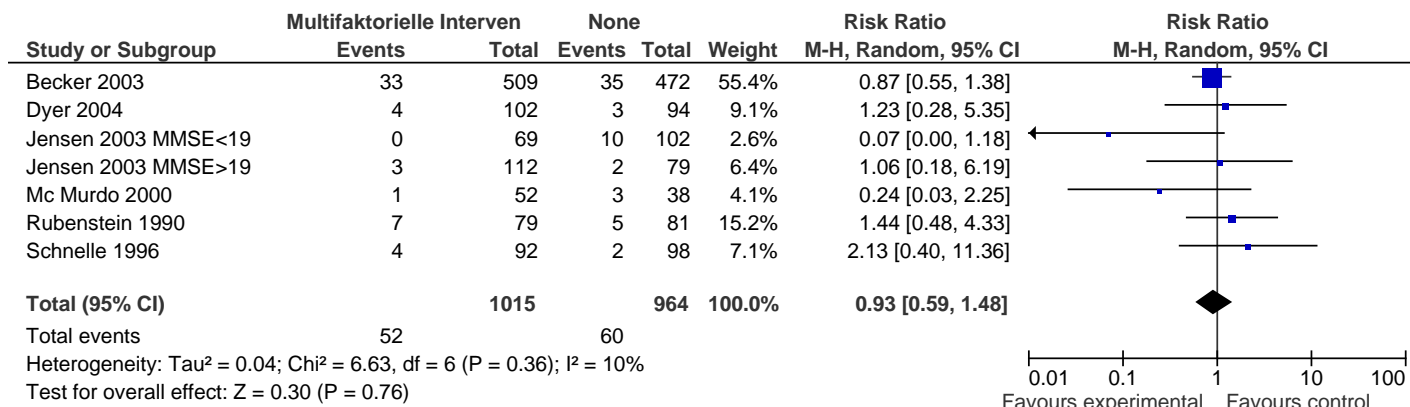 Multifaktorielle Interven None Risk Ratio Risk Ratio
Study or Subgroup Events Total Events Total Weight M-H, Random, 95% CI M-H, Random, 95% CI
Becker 2003 33 509 35 472 55.4% 0.87 [0.55, 1.38]
Dyer 2004 4 102 3 94 9.1% 1.23 [0.28, 5.35]
Jensen 2003 MMSE<19 0 69 10 102 2.6% 0.07 [0.00, 1.18]
Jensen 2003 MMSE>19 3 112 2 79 6.4% 1.06 [0.18, 6.19]
Mc Murdo 2000 1 52 3 38 4.1% 0.24 [0.03, 2.25]
Rubenstein 1990 7 79 5 81 15.2% 1.44 [0.48, 4.33]
Schnelle 1996 4 92 2 98 7.1% 2.13 [0.40, 11.36]
Total (95% CI) 1015 964 100.0% 0.93 [0.59, 1.48]
Total events 52 60
Heterogeneity: Tau² = 0.04; Chi² = 6.63, df = 6 (P = 0.36); I² = 10%
Test for overall effect: Z = 0.30 (P = 0.76)
0.01 0.1 1 10 100
Favours experimental Favours control